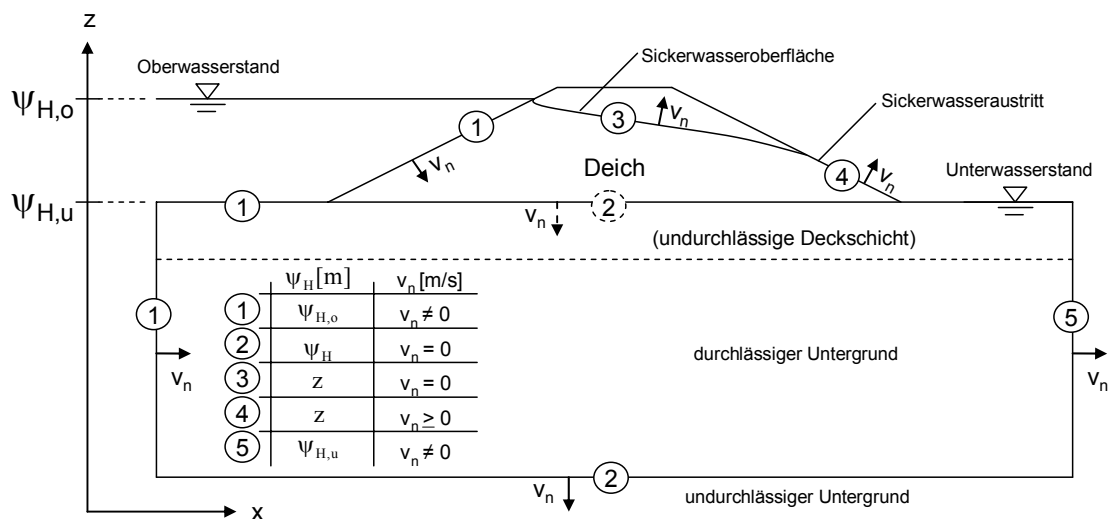 z
Oberwasserstand
Sickerwasseroberfläche
ψH,o
Sickerwasseraustritt
1
3
vn
vn
Deich
4
vn
Unterwasserstand
ψH,u
1
2
vn
(undurchlässige Deckschicht)
ψH [m] vn [m/s]
1 ψH,o vn ≠ 0
2 ψH vn = 0
3 z vn = 0
4 z vn ≥ 0
5 ψH,u vn ≠ 0
1
vn
durchlässiger Untergrund
5
vn
vn
2
undurchlässiger Untergrund
x